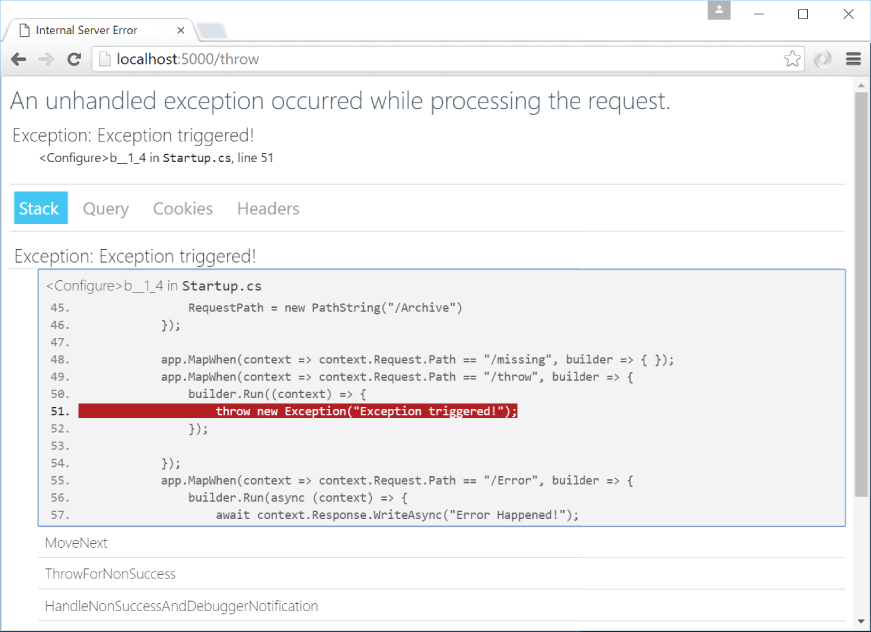 Internal Server Error
localhost:5000/throw
An unhandled exception occurred while processing the request.
Exception: Exception triggered!
<Configure>b__1_4 in Startup.cs, line 51
Stack Query Cookies Headers
Exception: Exception triggered!
<Configure>b__1_4 in Startup.cs
45. RequestPath = new PathString("/Archive")
46. });
47.
48. app.MapWhen(context => context.Request.Path == "/missing", builder => { });
49. app.MapWhen(context => context.Request.Path == "/throw", builder => {
50. builder.Run((context) => {
51. throw new Exception("Exception triggered!");
52. });
53.
54. });
55. app.MapWhen(context => context.Request.Path == "/Error", builder => {
56. builder.Run(async (context) => {
57. await context.Response.WriteAsync("Error Happened!");
MoveNext
ThrowForNonSuccess
HandleNonSuccessAndDebuggerNotification